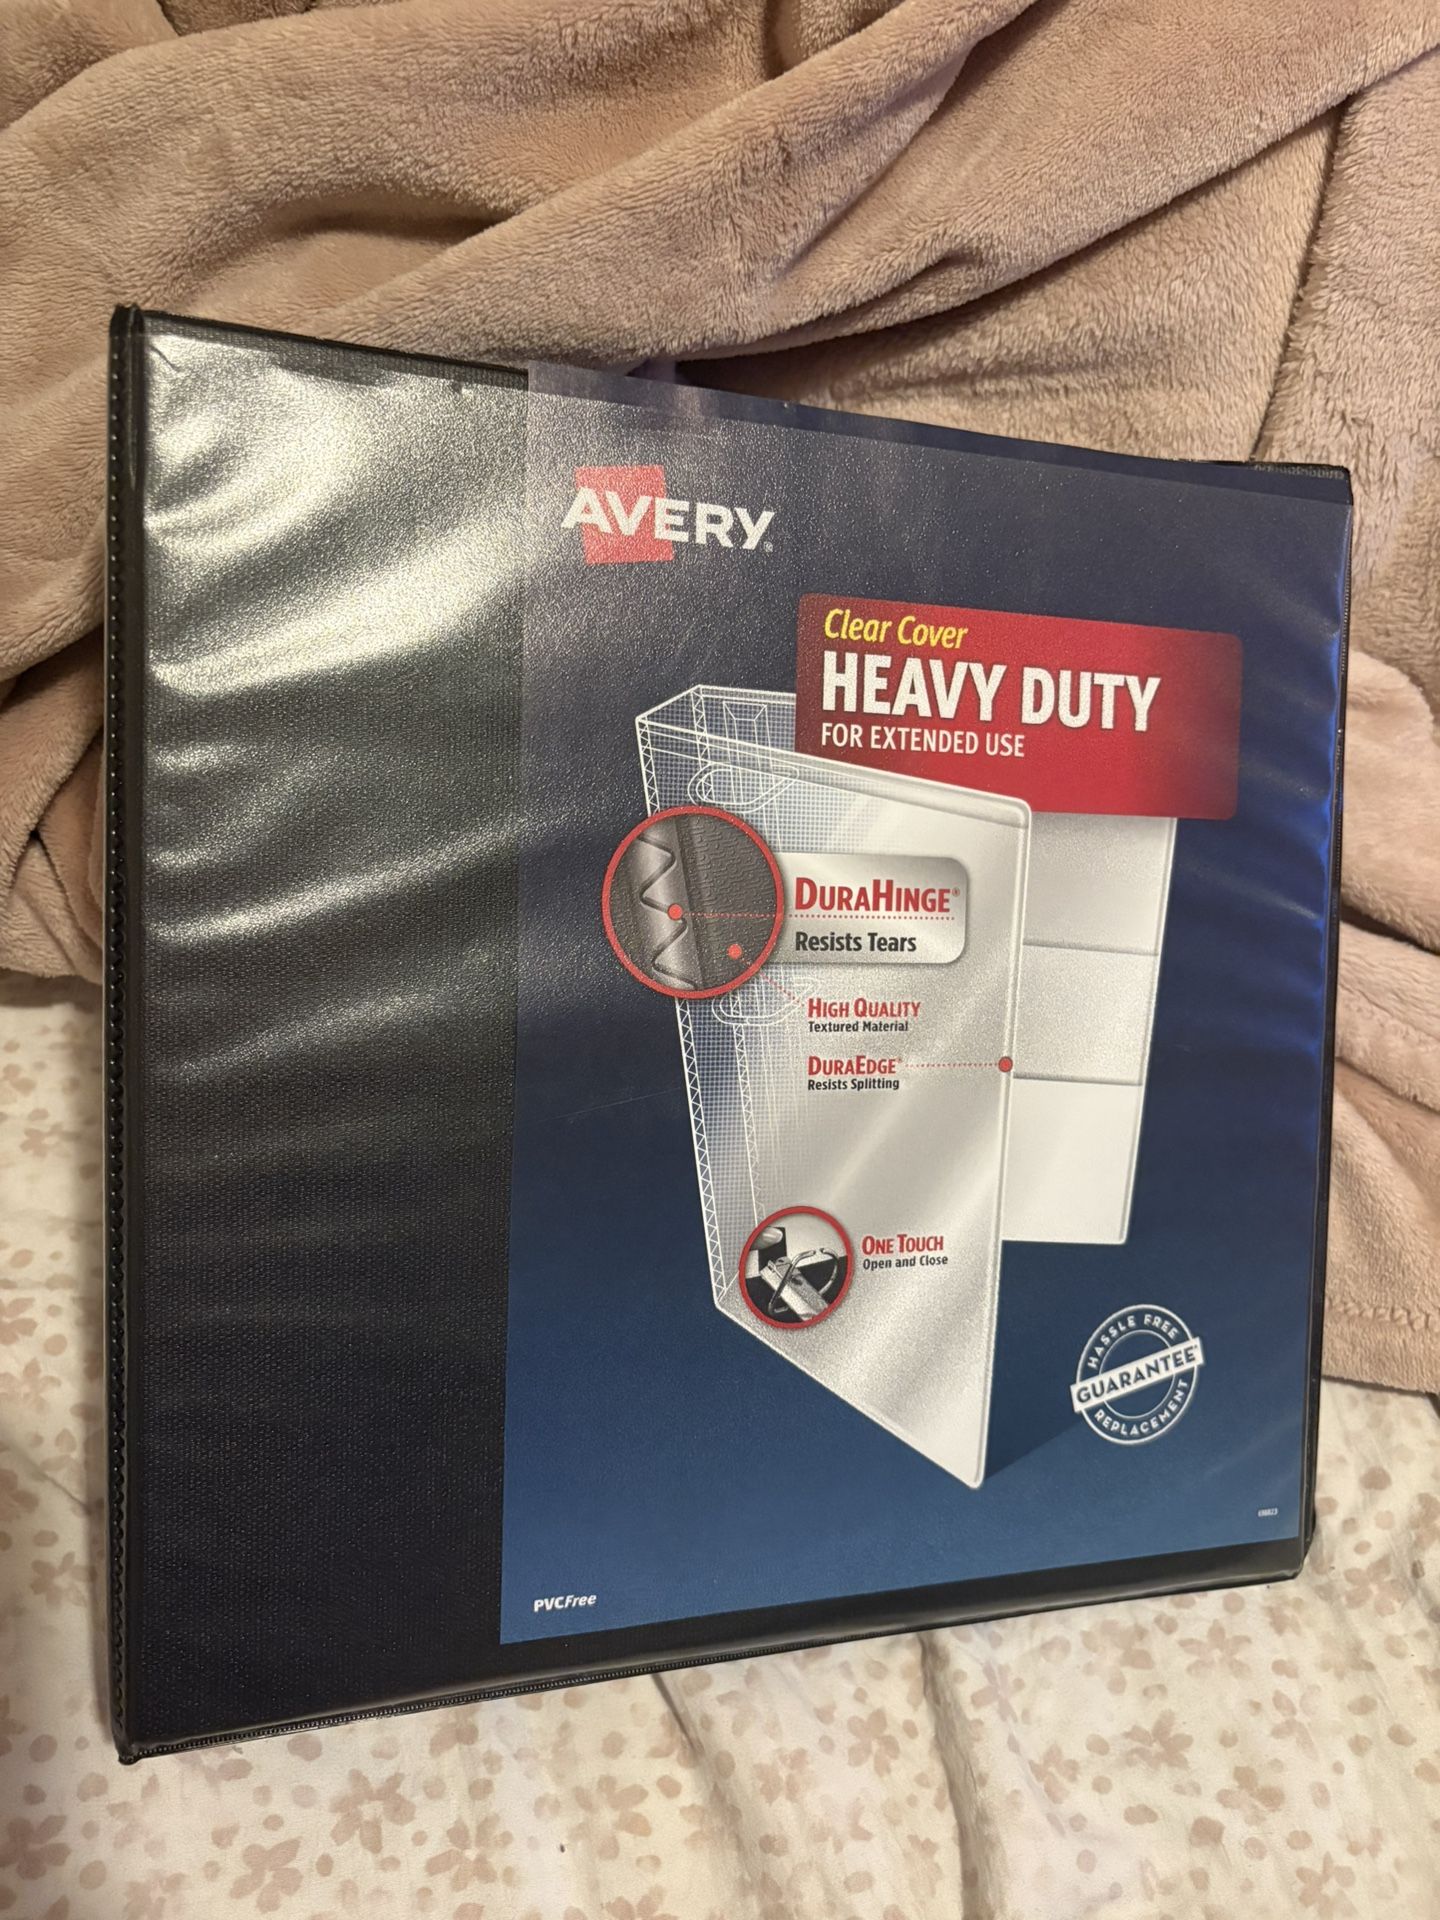 AVERY®
Clear Cover
HEAVY DUTY
FOR EXTENDED USE
DURAHINGE®
Resists Tears
HIGH QUALITY
Textured Material
DURAEDGE®
Resists Splitting
ONE TOUCH
Open and Close
HASSLE FREE
GUARANTEE
REPLACEMENT
PVCFree